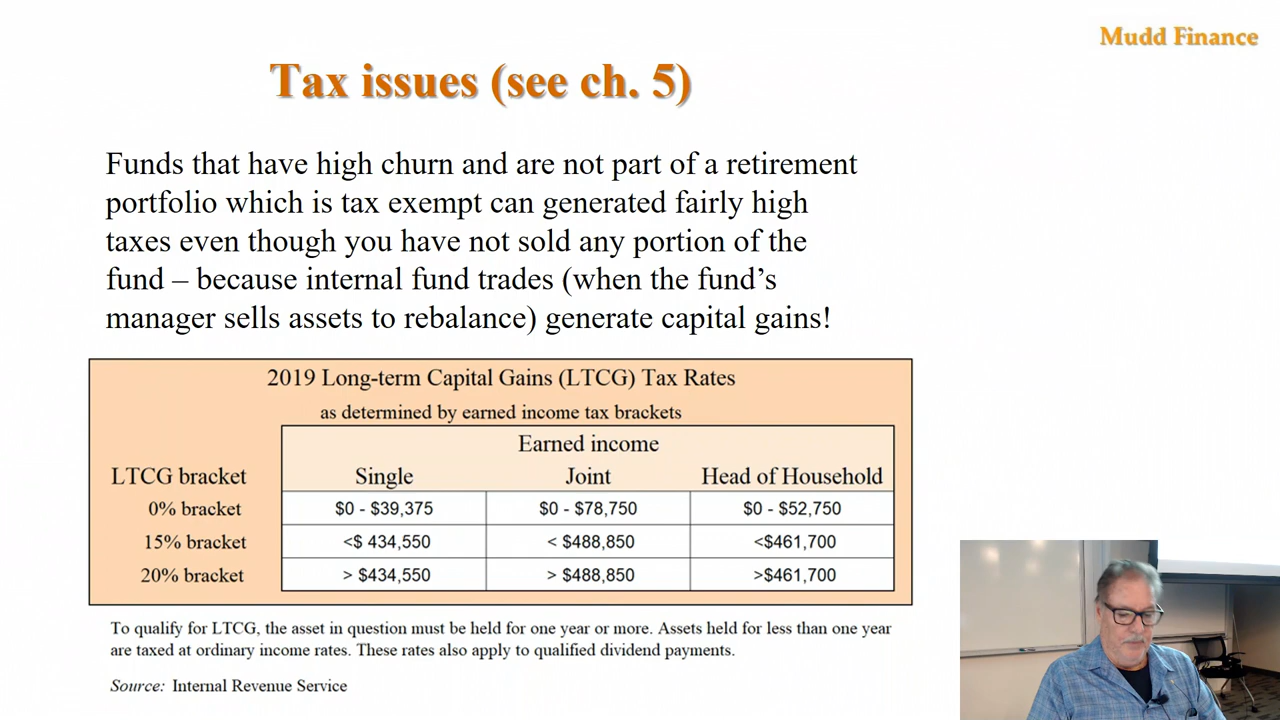 Mudd Finance
Tax issues (see ch. 5)
Funds that have high churn and are not part of a retirement
portfolio which is tax exempt can generated fairly high
taxes even though you have not sold any portion of the
fund – because internal fund trades (when the fund’s
manager sells assets to rebalance) generate capital gains!
2019 Long-term Capital Gains (LTCG) Tax Rates
as determined by earned income tax brackets
Earned income
LTCG bracket Single Joint Head of Household
0% bracket $0 - $39,375 $0 - $78,750 $0 - $52,750
15% bracket <$ 434,550 < $488,850 <$461,700
20% bracket > $434,550 > $488,850 >$461,700
To qualify for LTCG, the asset in question must be held for one year or more. Assets held for less than one year
are taxed at ordinary income rates. These rates also apply to qualified dividend payments.
Source: Internal Revenue Service